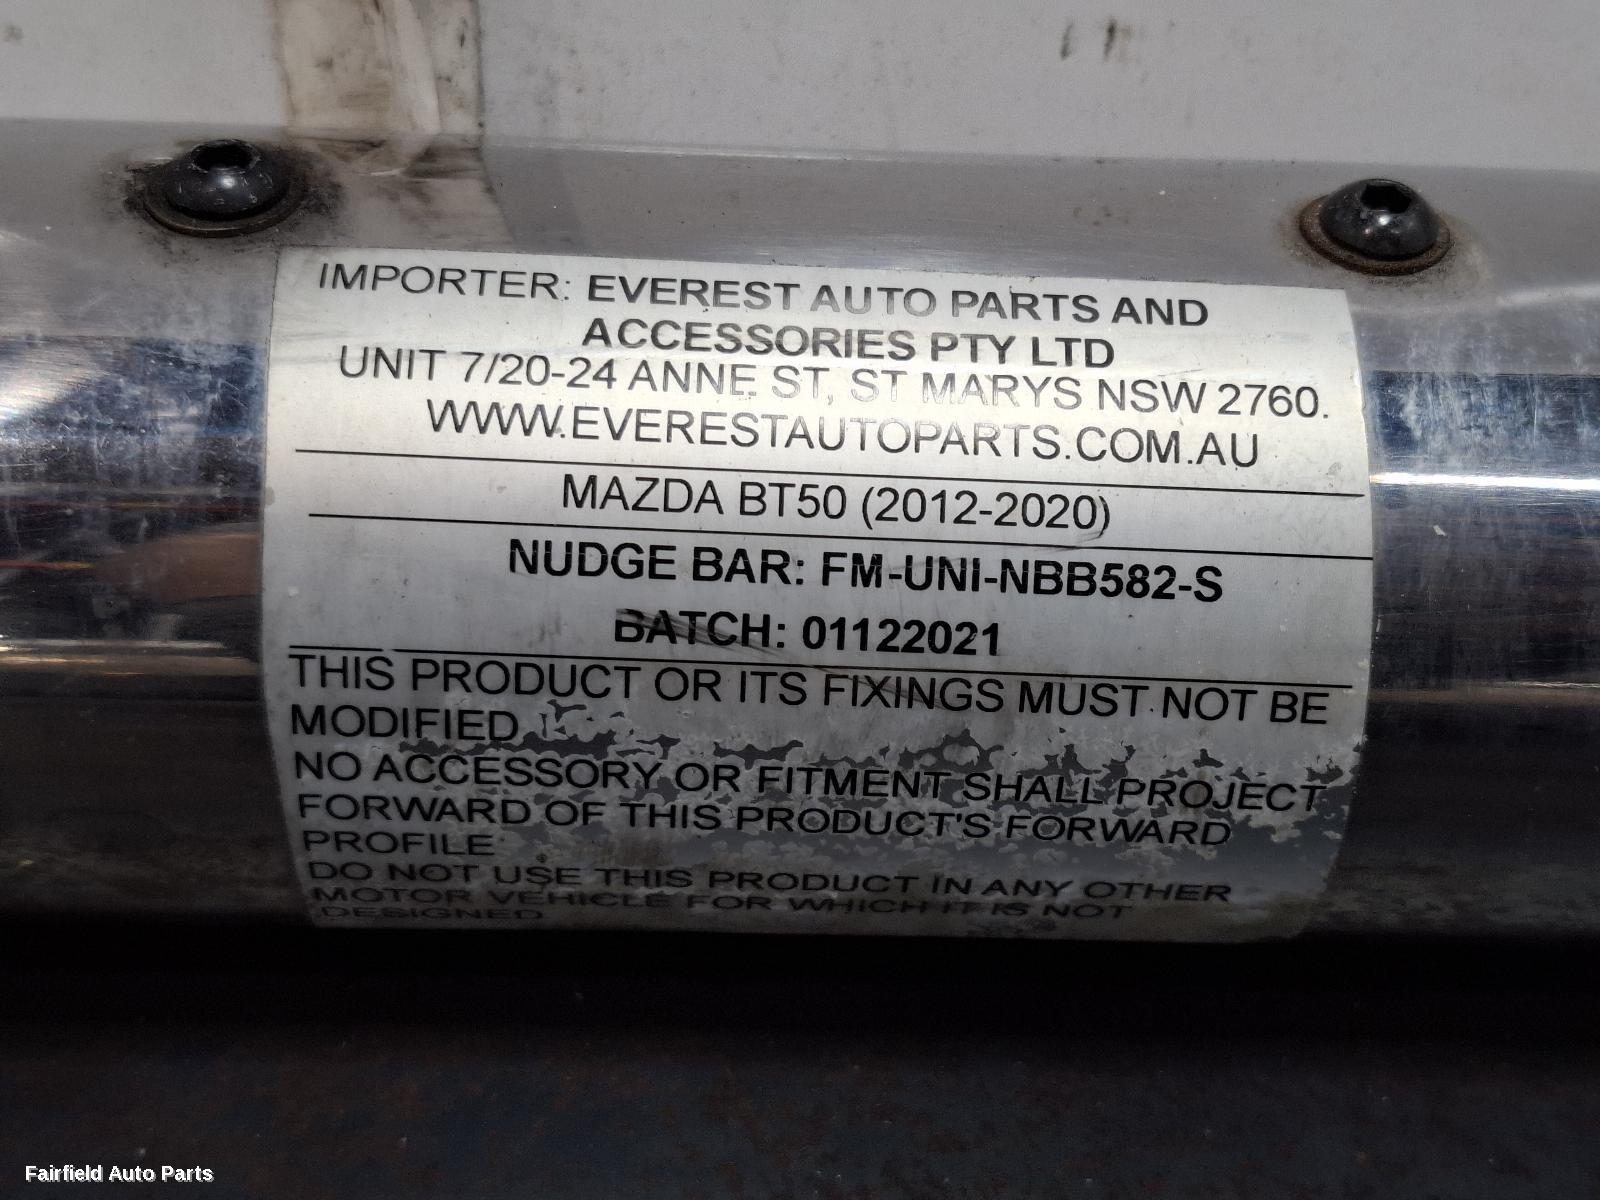 IMPORTER: EVEREST AUTO PARTS AND
ACCESSORIES PTY LTD
UNIT 7/20-24 ANNE ST, ST MARYS NSW 2760.
WWW.EVERESTAUTOPARTS.COM.AU
MAZDA BT50 (2012-2020)
NUDGE BAR: FM-UNI-NBB582-S
BATCH: 01122021
THIS PRODUCT OR ITS FIXINGS MUST NOT BE
MODIFIED
NO ACCESSORY OR FITMENT SHALL PROJECT
FORWARD OF THIS PRODUCT'S FORWARD
PROFILE
DO NOT USE THIS PRODUCT IN ANY OTHER
MOTOR VEHICLE FOR WHICH IT IS NOT
DESIGNED
Fairfield Auto Parts